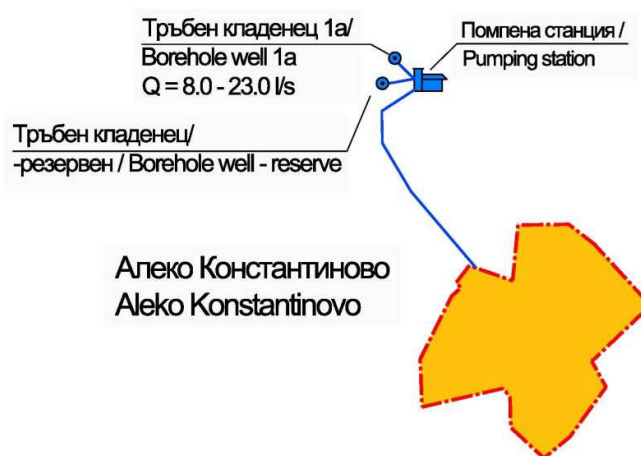 Тръбен кладенец 1а/
Borehole well 1a
Q = 8.0 - 23.0 l/s
Помпена станция /
Pumping station
Тръбен кладенец/
-резервен / Borehole well - reserve
Алеко Константиново
Aleko Konstantinovo